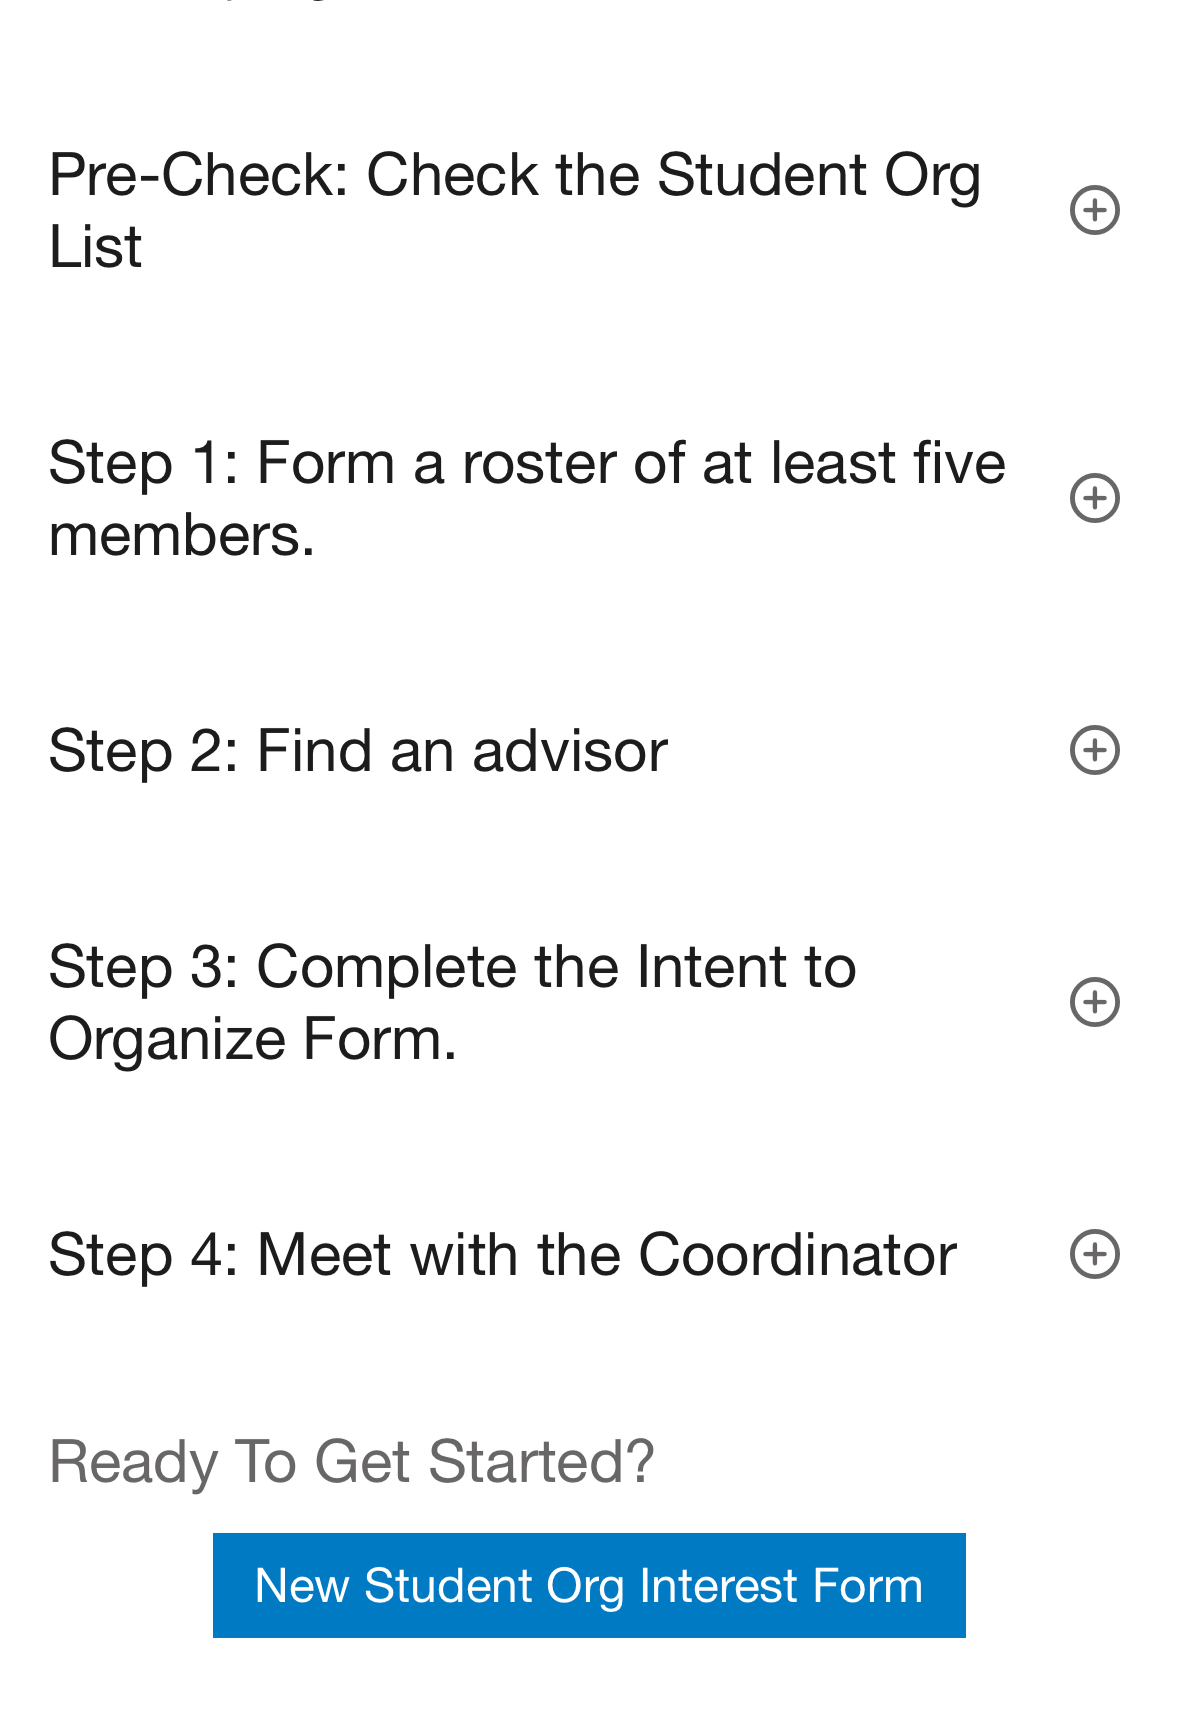 Pre-Check: Check the Student Org
List
Step 1: Form a roster of at least five
members.
Step 2: Find an advisor
Step 3: Complete the Intent to
Organize Form.
Step 4: Meet with the Coordinator
Ready To Get Started?
New Student Org Interest Form